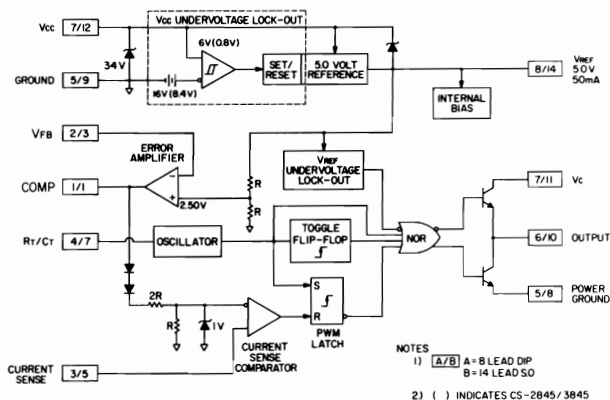 Vcc 7/12
Vcc UNDERVOLTAGE LOCK-OUT
34V
6V(0.8V)
16V(8.4V)
SET/
RESET
5.0 VOLT
REFERENCE
8/14 VREF
5.0V
50mA
GROUND 5/9
INTERNAL
BIAS
VFB 2/3
ERROR
AMPLIFIER
VREF
UNDERVOLTAGE
LOCK-OUT
R
R
2.50V
COMP 1/1
7/11 Vc
RT/CT 4/7
OSCILLATOR
TOGGLE
FLIP-FLOP
NOR
6/10 OUTPUT
2R
R
1V
S
R
PWM
LATCH
5/8 POWER
GROUND
CURRENT
SENSE
COMPARATOR
CURRENT
SENSE 3/5
NOTES
1) A/B A=8 LEAD DIP
B=14 LEAD SO
2) ( ) INDICATES CS-2845/3845